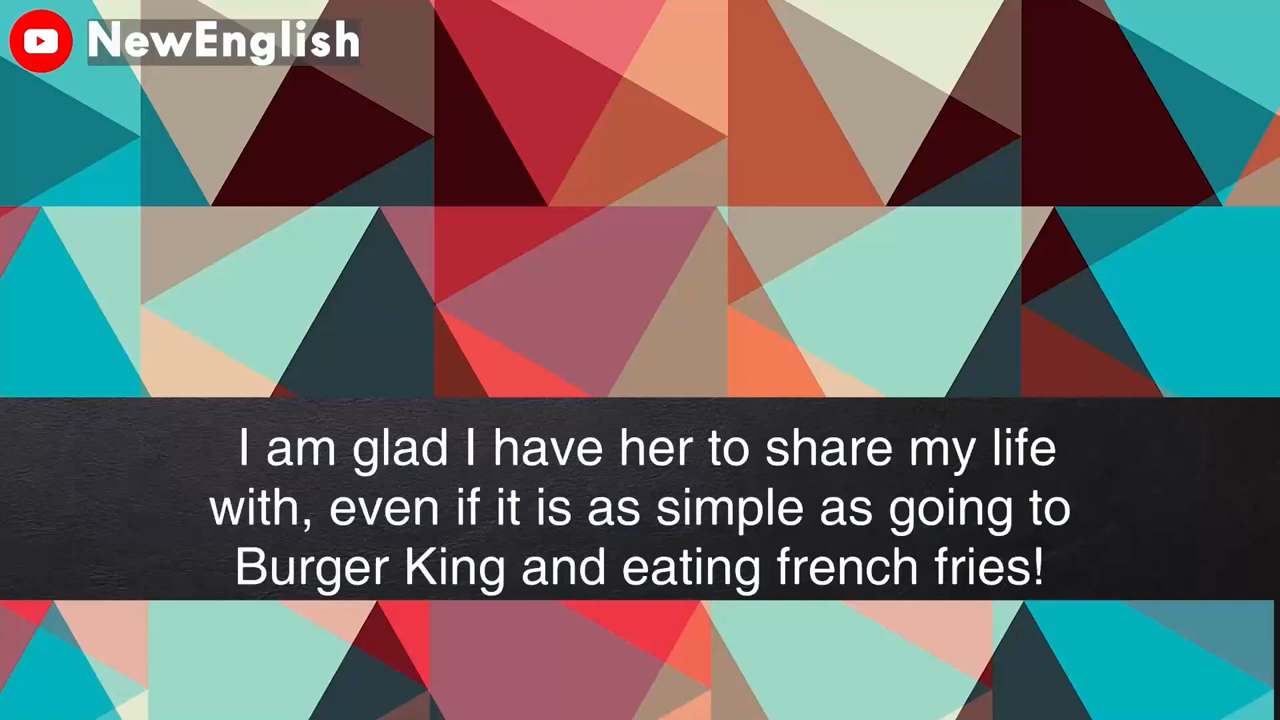 NewEnglish
I am glad I have her to share my life
with, even if it is as simple as going to
Burger King and eating french fries!